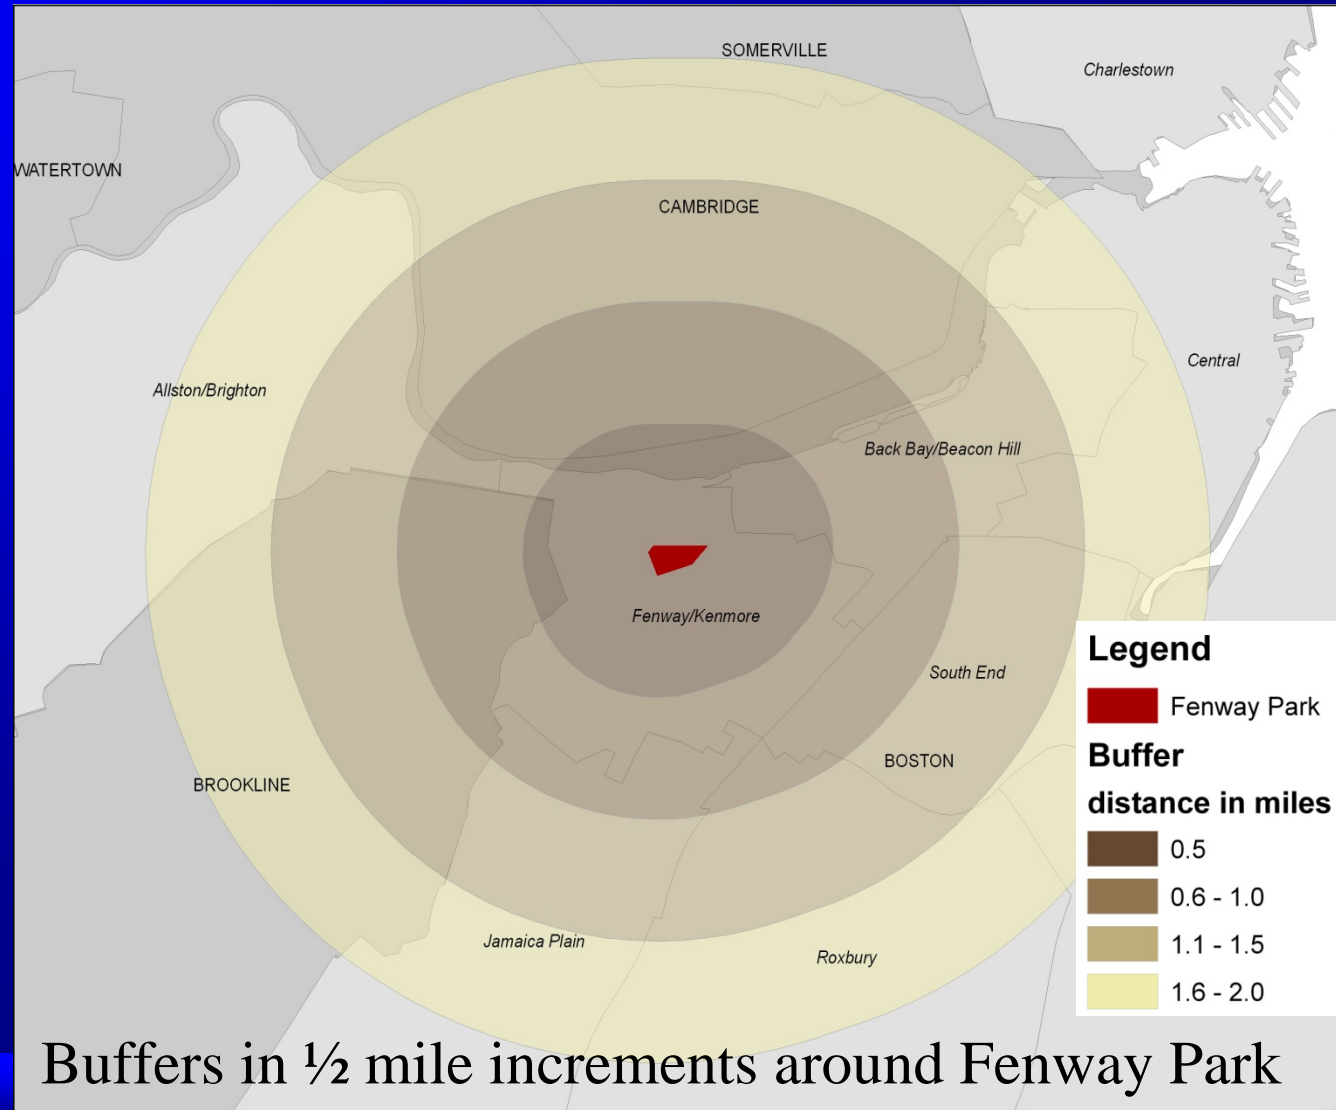 SOMERVILLE
Charlestown
WATERTOWN
CAMBRIDGE
Central
Allston/Brighton
Back Bay/Beacon Hill
Fenway/Kenmore
South End
BOSTON
BROOKLINE
Jamaica Plain
Roxbury
Legend
Fenway Park
Buffer
distance in miles
0.5
0.6 - 1.0
1.1 - 1.5
1.6 - 2.0
Buffers in ½ mile increments around Fenway Park